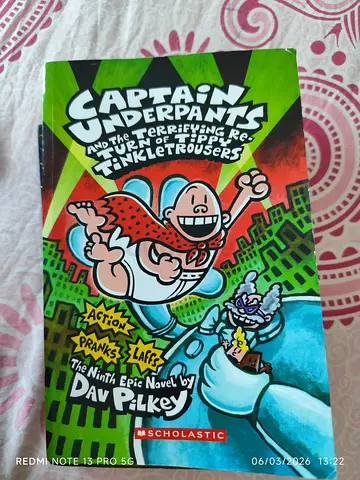 CAPTAIN
UNDERPANTS
AND THE TERRIFYING RE-
TURN OF TIPPY
TINKLETROUSERS
ACTION
PRANKS
LAFFS
The Ninth Epic Novel by
DAV PILKEY
SCHOLASTIC
REDMI NOTE 13 PRO 5G
06/03/2026 13:22